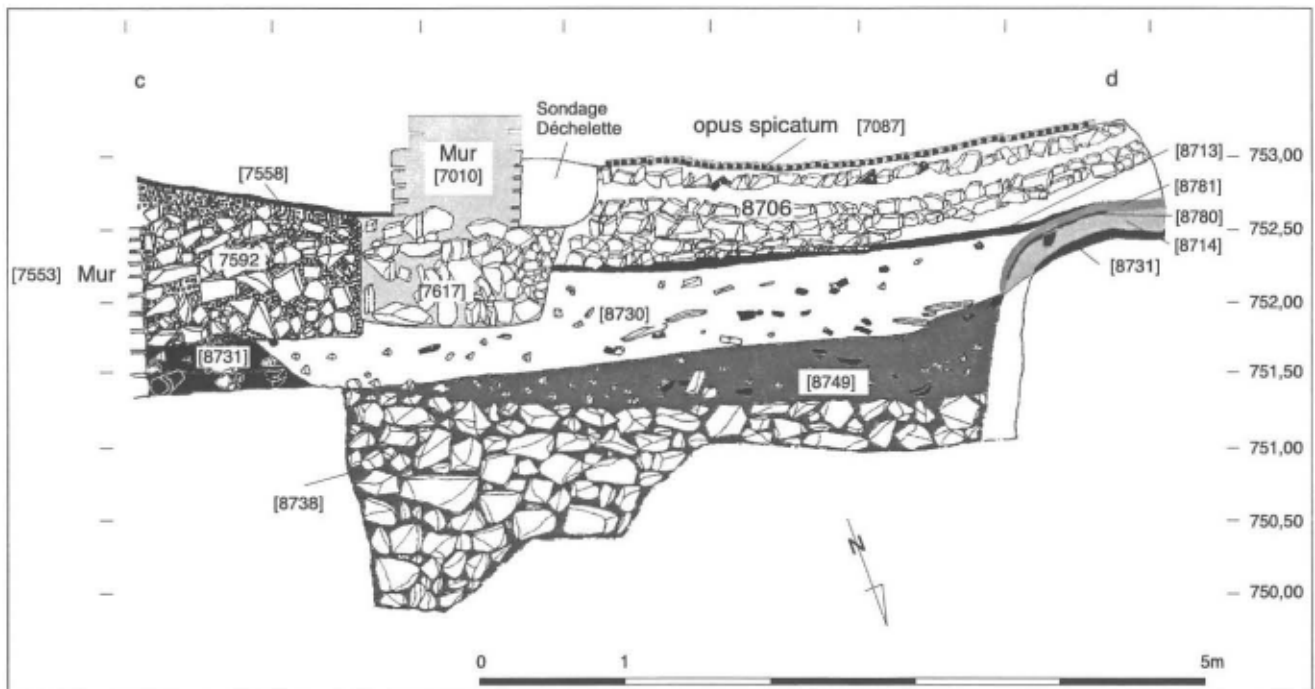 c
d
Sondage
Déchelette
opus spicatum [7087]
Mur
[7010]
[7558]
[8713]
753,00
[8781]
8706
[8780]
752,50
7592
[8714]
[7553] Mur
[7617]
[8731]
752,00
[8730]
[8731]
751,50
[8749]
751,00
[8738]
750,50
N
750,00
0 1 5m